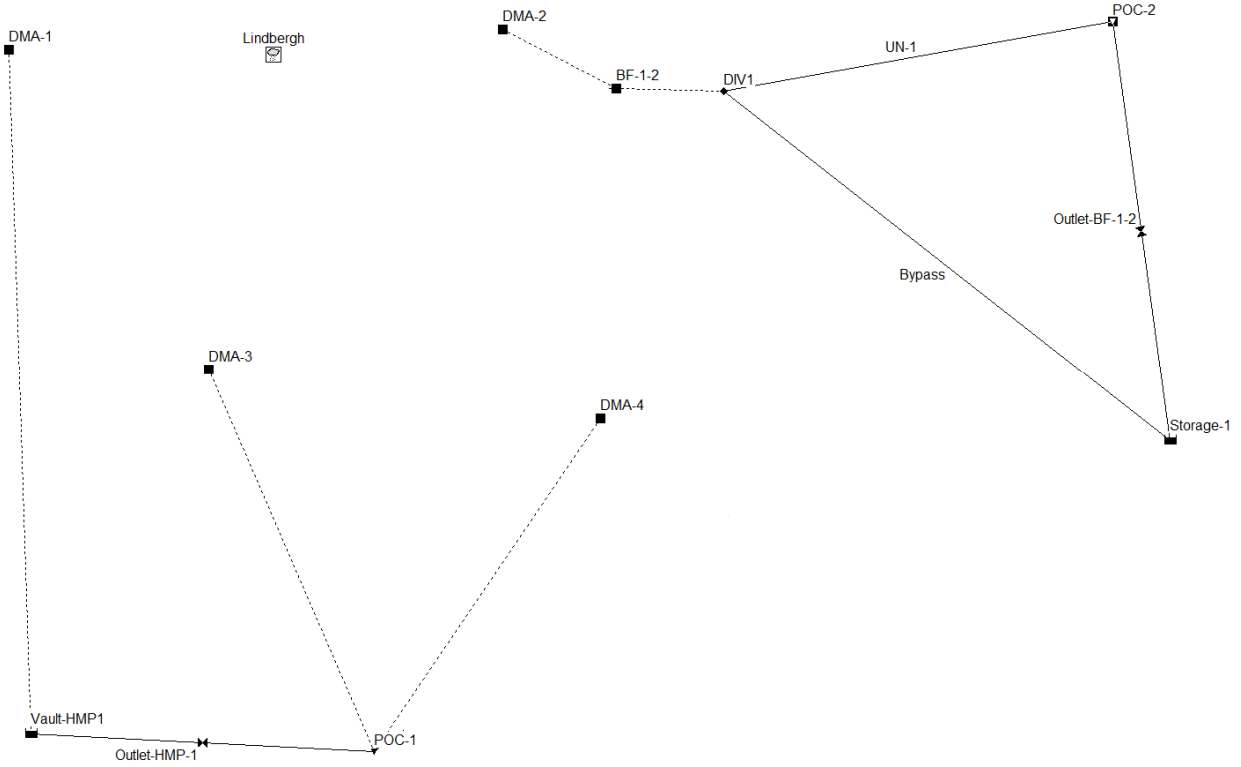 DMA-1
Lindbergh
DMA-2
POC-2
UN-1
BF-1-2
DIV1
Outlet-BF-1-2
Bypass
DMA-3
DMA-4
Storage-1
Vault-HMP1
Outlet-HMP-1
POC-1